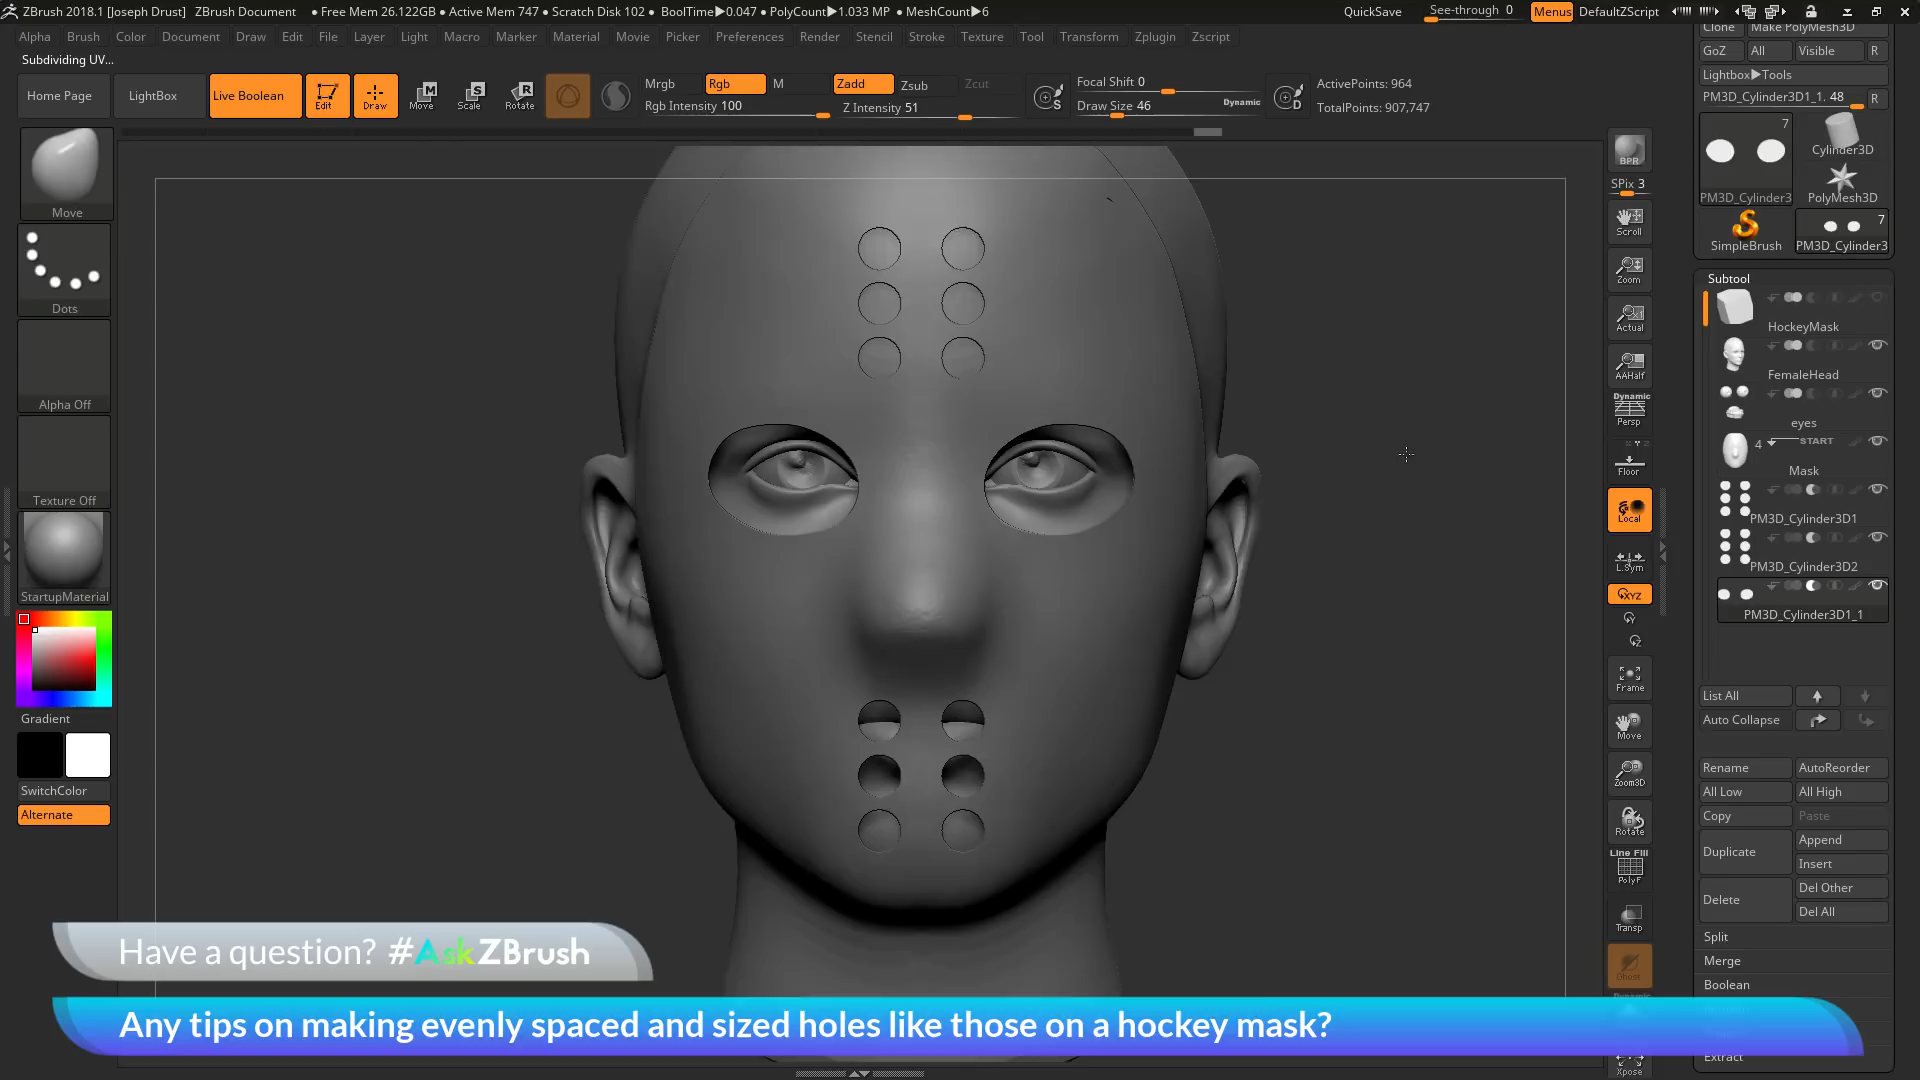 ZBrush 2018.1 [Joseph Drust] ZBrush Document • Free Mem 26.122GB • Active Mem 747 • Scratch Disk 102 • BoolTime▶0.047 • PolyCount▶1.033 MP • MeshCount▶6 QuickSave See-through 0 Menus DefaultZScript
Alpha Brush Color Document Draw Edit File Layer Light Macro Marker Material Movie Picker Preferences Render Stencil Stroke Texture Tool Transform Zplugin Zscript
Subdividing UV...
Home Page LightBox Live Boolean Edit Draw Move Scale Rotate
Mrgb Rgb M Zadd Zsub Zcut
Rgb Intensity 100 Z Intensity 51
Focal Shift 0
Draw Size 46 Dynamic
S
D
ActivePoints: 964
TotalPoints: 907,747
Move
Dots
Alpha Off
Texture Off
StartupMaterial
Gradient
SwitchColor
Alternate
BPR
SPix 3
Scroll
Zoom
Actual
AAHalf
Dynamic
Persp
Floor
Local
L.Sym
XYZ
Y
Z
Frame
Move
Zoom3D
Rotate
Line Fill
PolyF
Transp
Ghost
Xpose
Clone Make PolyMesh3D
GoZ All Visible R
Lightbox▶Tools
PM3D_Cylinder3D1_1. 48 R
7
PM3D_Cylinder3
Cylinder3D
PolyMesh3D
SimpleBrush
7
PM3D_Cylinder3
Subtool
HockeyMask
FemaleHead
eyes
4 START
Mask
PM3D_Cylinder3D1
PM3D_Cylinder3D2
PM3D_Cylinder3D1_1
List All
Auto Collapse
Rename AutoReorder
All Low All High
Copy Paste
Duplicate Append
Insert
Delete Del Other
Del All
Split
Merge
Boolean
Extract
Have a question? #AskZBrush
Any tips on making evenly spaced and sized holes like those on a hockey mask?